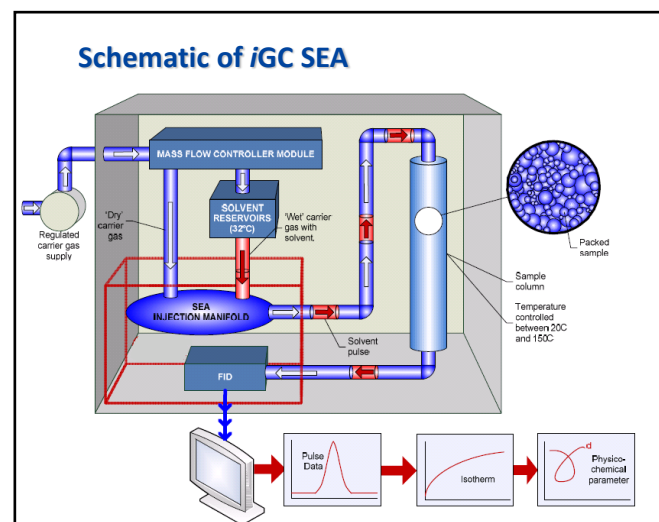 Schematic of iGC SEA
MASS FLOW CONTROLLER MODULE
SOLVENT
RESERVOIRS
(32ºC)
'Dry'
carrier
gas
'Wet' carrier
gas with
solvent.
Regulated
carrier gas
supply
SEA
INJECTION MANIFOLD
Solvent
pulse
Packed
sample
Sample
column
Temperature
controlled
between 20C
and 150C
FID
Pulse
Data
Isotherm
d
Physico-
chemical
parameter